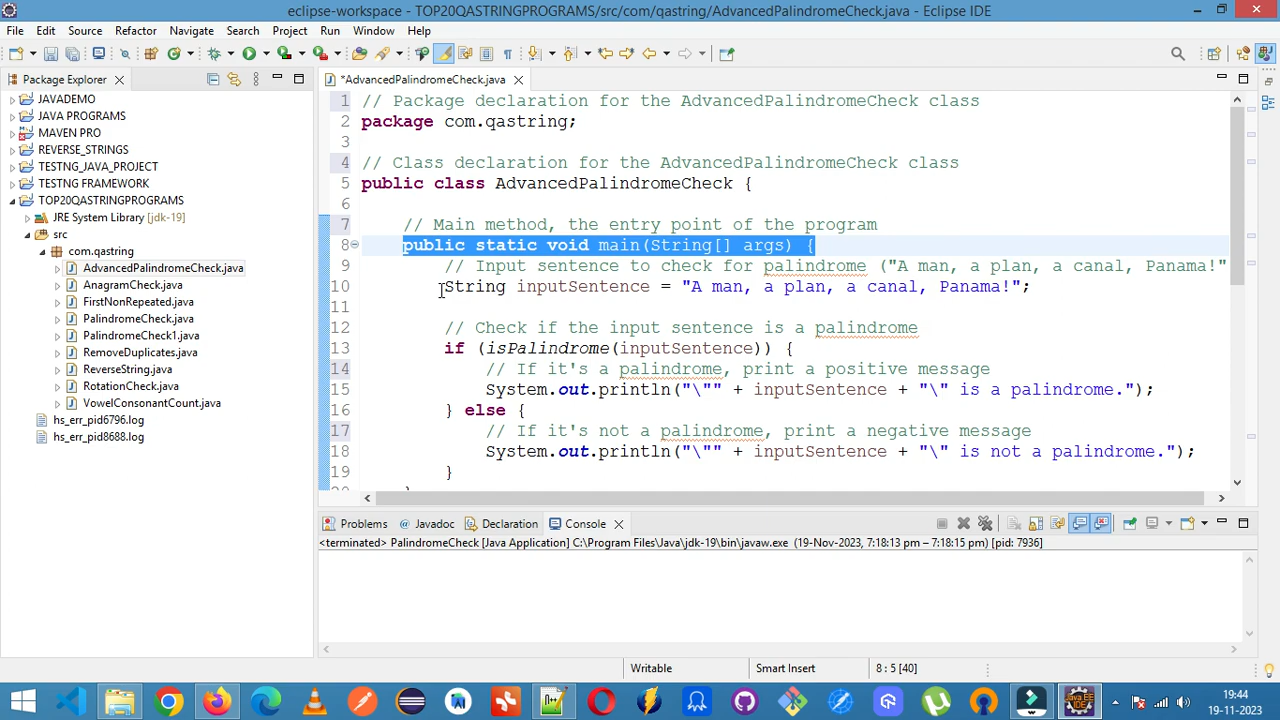 eclipse-workspace - TOP20QASTRINGPROGRAMS/src/com/qastring/AdvancedPalindromeCheck.java - Eclipse IDE
File Edit Source Refactor Navigate Search Project Run Window Help
Package Explorer
JAVADEMO
JAVA PROGRAMS
MAVEN PRO
REVERSE_STRINGS
TESTNG_JAVA_PROJECT
TESTNG FRAMEWORK
TOP20QASTRINGPROGRAMS
JRE System Library [jdk-19]
src
com.qastring
AdvancedPalindromeCheck.java
AnagramCheck.java
FirstNonRepeated.java
PalindromeCheck.java
PalindromeCheck1.java
RemoveDuplicates.java
ReverseString.java
RotationCheck.java
VowelConsonantCount.java
hs_err_pid6796.log
hs_err_pid8688.log
*AdvancedPalindromeCheck.java
1 // Package declaration for the AdvancedPalindromeCheck class
2 package com.qastring;
3
4 // Class declaration for the AdvancedPalindromeCheck class
5 public class AdvancedPalindromeCheck {
6
7 // Main method, the entry point of the program
8 public static void main(String[] args) {
9 // Input sentence to check for palindrome ("A man, a plan, a canal, Panama!"
10 String inputSentence = "A man, a plan, a canal, Panama!";
11
12 // Check if the input sentence is a palindrome
13 if (isPalindrome(inputSentence)) {
14 // If it's a palindrome, print a positive message
15 System.out.println("\"" + inputSentence + "\" is a palindrome.");
16 } else {
17 // If it's not a palindrome, print a negative message
18 System.out.println("\"" + inputSentence + "\" is not a palindrome.");
19 }
Problems Javadoc Declaration Console
<terminated> PalindromeCheck [Java Application] C:\Program Files\Java\jdk-19\bin\javaw.exe (19-Nov-2023, 7:18:13 pm – 7:18:15 pm) [pid: 7936]
Writable Smart Insert 8 : 5 [40]
19:44
19-11-2023